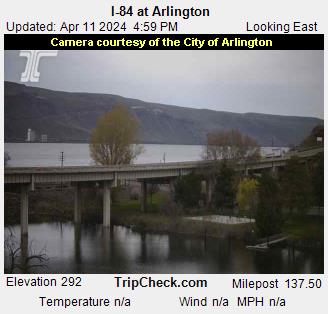 I-84 at Arlington
Updated: Apr 11 2024 4:59 PM Looking East
Camera courtesy of the City of Arlington
Elevation 292 TripCheck.com Milepost 137.50
Temperature n/a Wind n/a MPH n/a